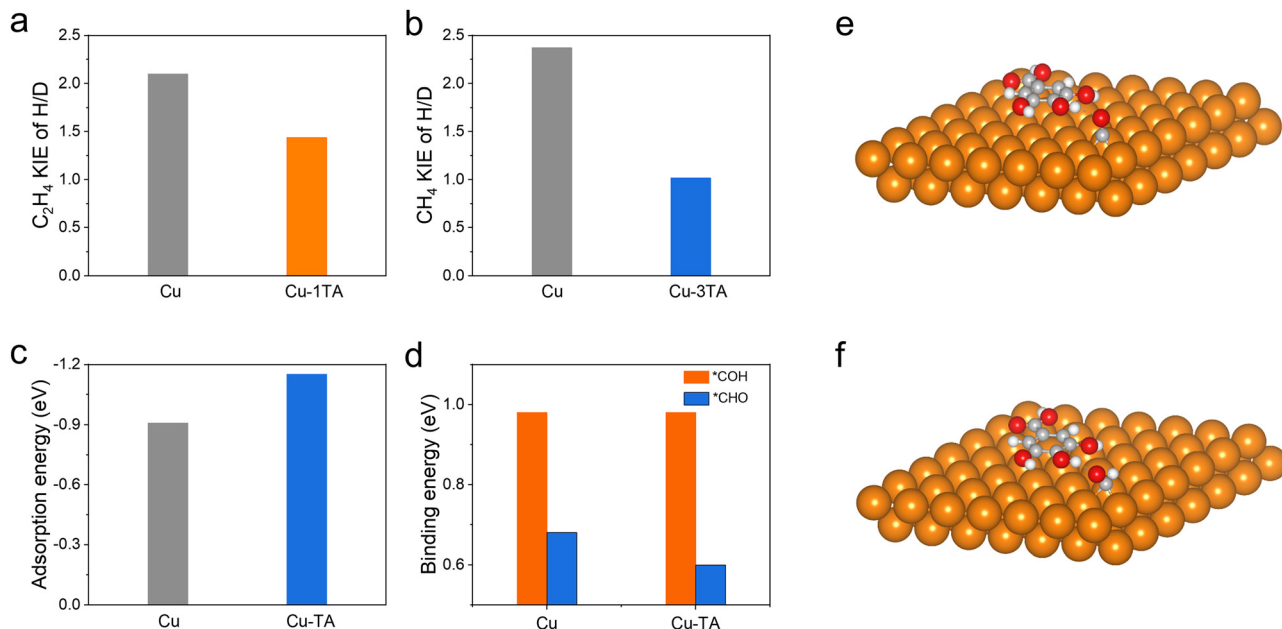 a
C₂H₄ KIE of H/D
2.5
2.0
1.5
1.0
0.5
0.0
Cu
Cu-1TA
b
CH₄ KIE of H/D
2.5
2.0
1.5
1.0
0.5
0.0
Cu
Cu-3TA
e
c
Adsorption energy (eV)
-1.2
-0.9
-0.6
-0.3
0.0
Cu
Cu-TA
d
Binding energy (eV)
1.0
0.8
0.6
*COH
*CHO
Cu
Cu-TA
f